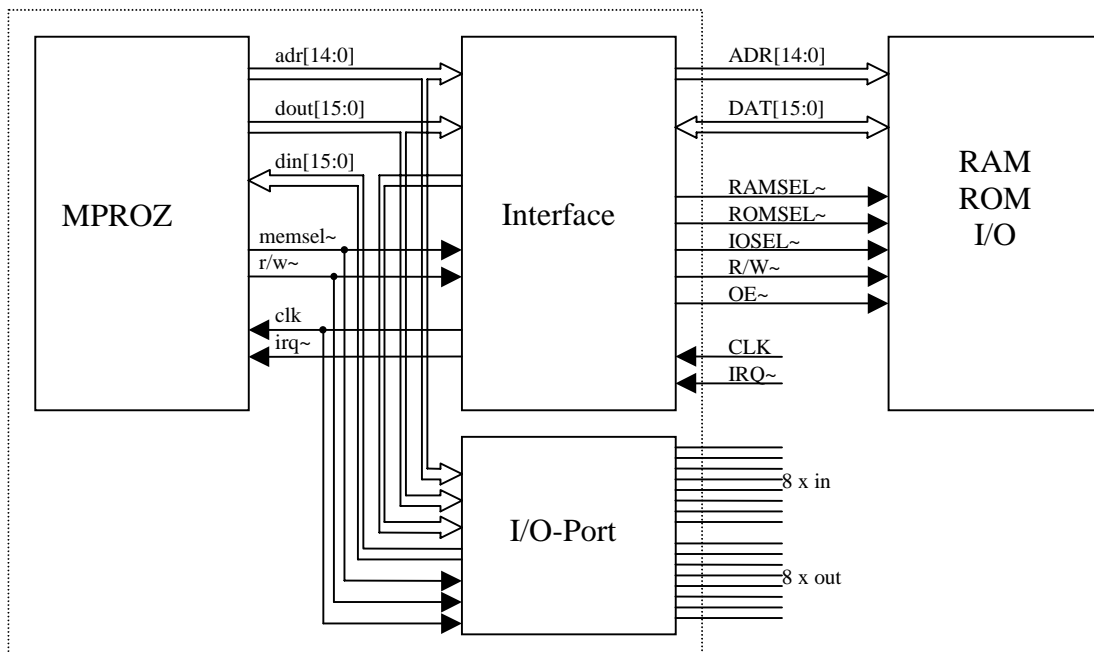 MPROZ
adr[14:0]
dout[15:0]
din[15:0]
memsel~
r/w~
clk
irq~
Interface
ADR[14:0]
DAT[15:0]
RAMSEL~
ROMSEL~
IOSEL~
R/W~
OE~
CLK
IRQ~
RAM
ROM
I/O
I/O-Port
8 x in
8 x out